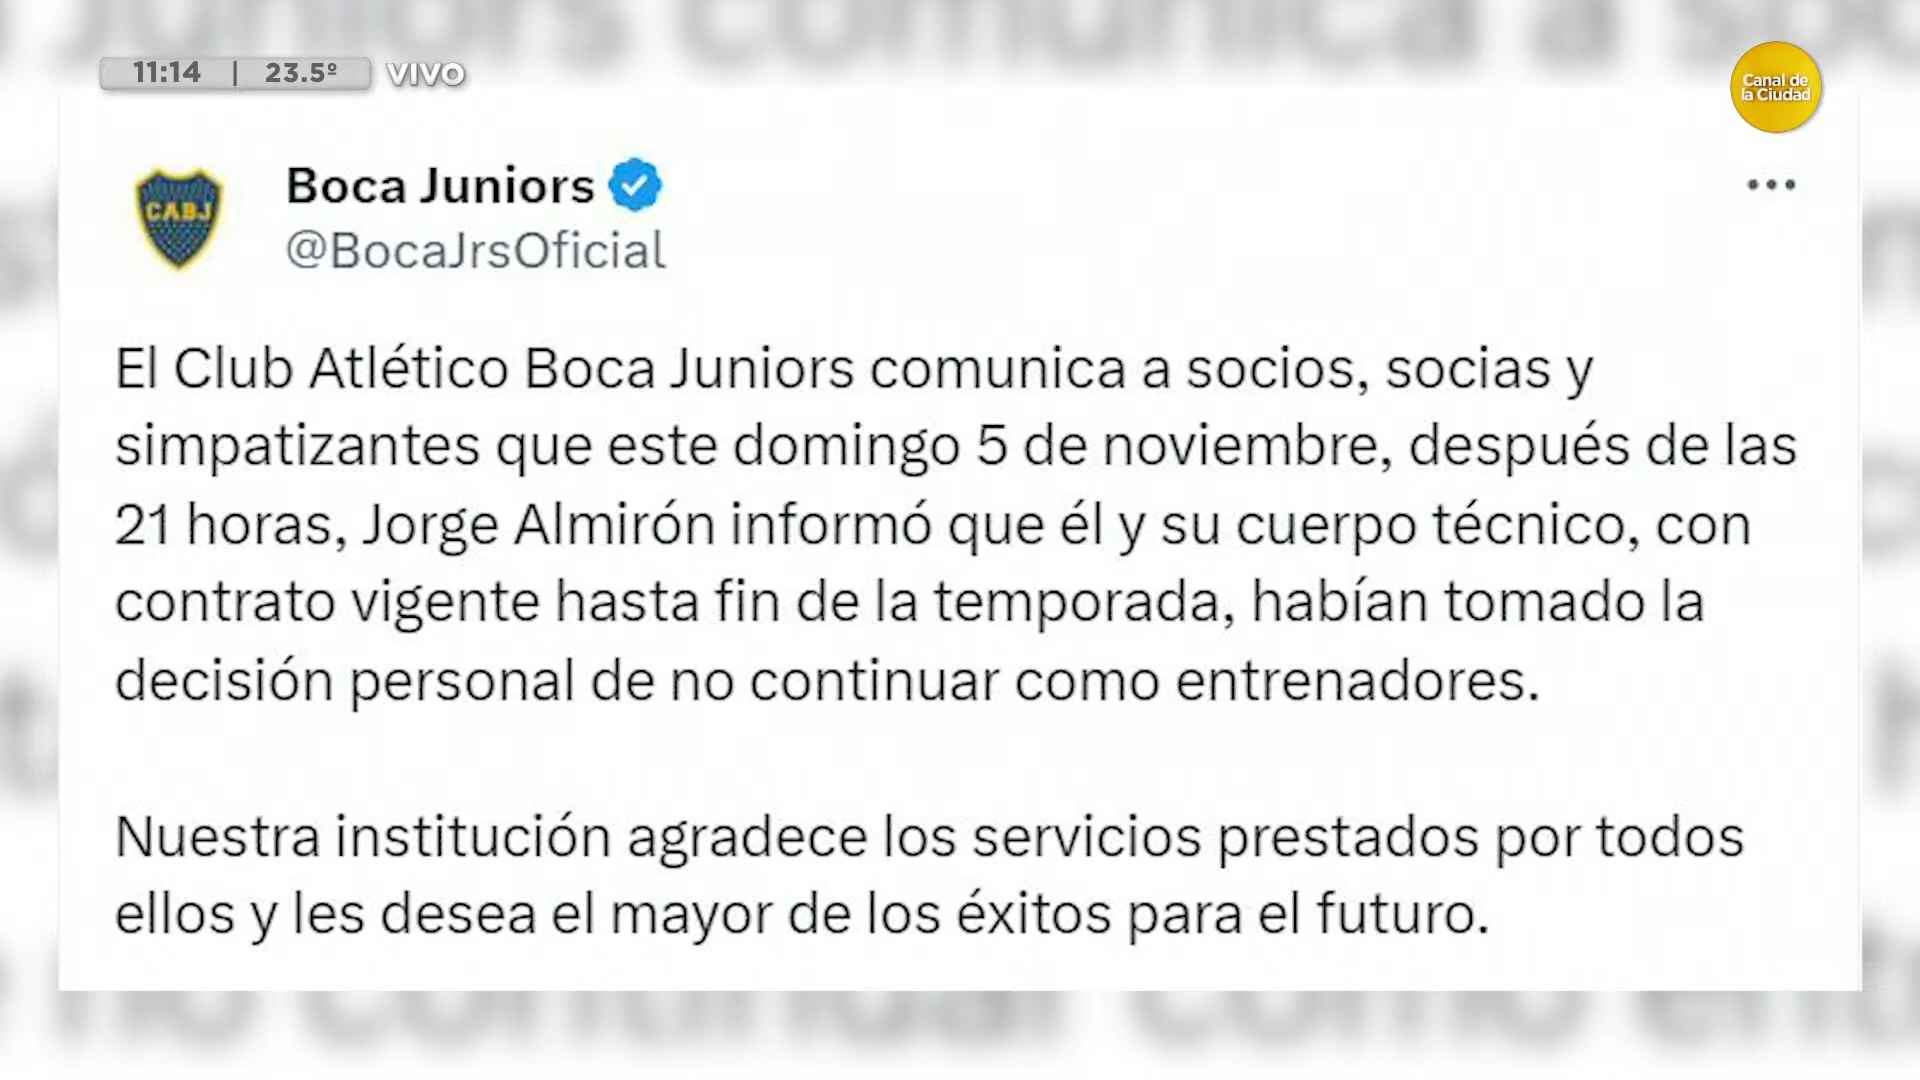 11:14 | 23.5º VIVO
Canal de
la Ciudad
Boca Juniors
@BocaJrsOficial
CABJ
El Club Atlético Boca Juniors comunica a socios, socias y
simpatizantes que este domingo 5 de noviembre, después de las
21 horas, Jorge Almirón informó que él y su cuerpo técnico, con
contrato vigente hasta fin de la temporada, habían tomado la
decisión personal de no continuar como entrenadores.
Nuestra institución agradece los servicios prestados por todos
ellos y les desea el mayor de los éxitos para el futuro.